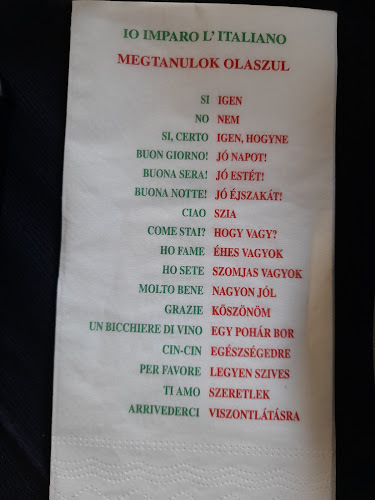 IO IMPARO L'ITALIANO
MEGTANULOK OLASZUL
SI IGEN
NO NEM
SI, CERTO IGEN, HOGYNE
BUON GIORNO! JÓ NAPOT!
BUONA SERA! JÓ ESTÉT!
BUONA NOTTE! JÓ ÉJSZAKÁT!
CIAO SZIA
COME STAI? HOGY VAGY?
HO FAME ÉHES VAGYOK
HO SETE SZOMJAS VAGYOK
MOLTO BENE NAGYON JÓL
GRAZIE KÖSZÖNÖM
UN BICCHIERE DI VINO EGY POHÁR BOR
CIN-CIN EGÉSZSÉGEDRE
PER FAVORE LEGYEN SZIVES
TI AMO SZERETLEK
ARRIVEDERCI VISZONTLÁTÁSRA